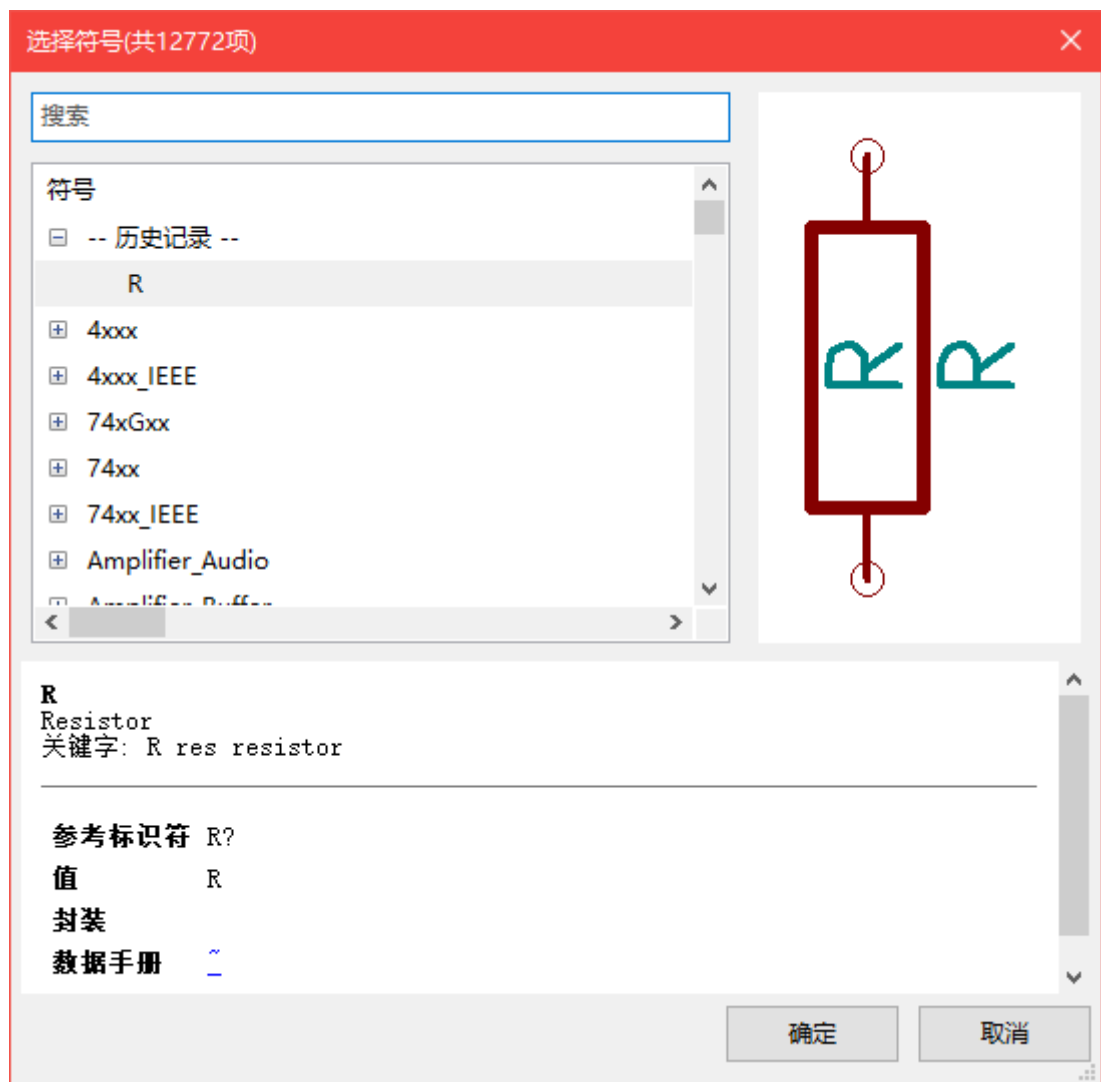 选择符号(共12772项)
搜索
符号
-- 历史记录 --
R
4xxx
4xxx_IEEE
74xGxx
74xx
74xx_IEEE
Amplifier_Audio
Amplifier_Buffer
R R
R
Resistor
关键字: R res resistor
参考标识符 R?
值 R
封装
数据手册 ~
确定 取消